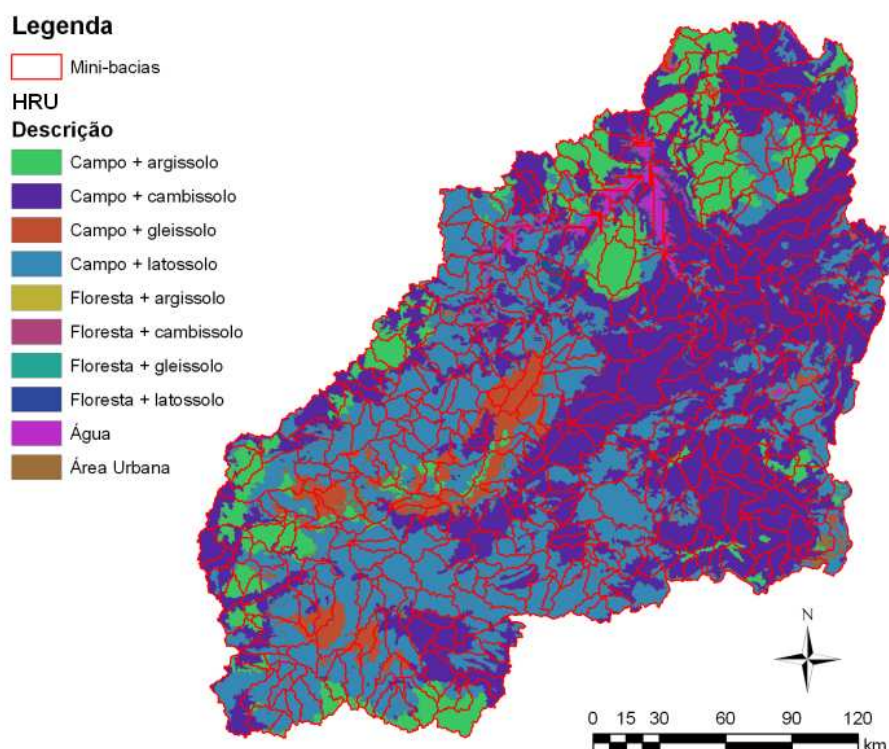 Legenda
Mini-bacias
HRU
Descrição
Campo + argissolo
Campo + cambissolo
Campo + gleissolo
Campo + latossolo
Floresta + argissolo
Floresta + cambissolo
Floresta + gleissolo
Floresta + latossolo
Água
Área Urbana
N
0 15 30 60 90 120
km